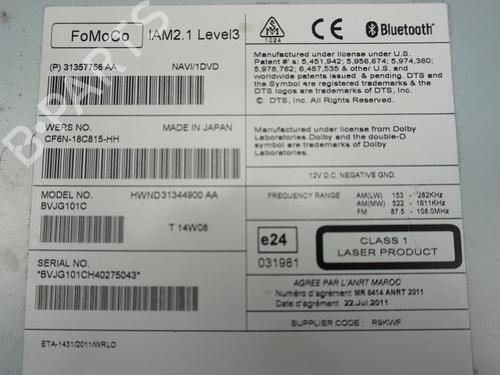 FoMoCo
IAM2.1 Level3
(P) 31357756 AA
NAVI/1DVD
WERS NO.
MADE IN JAPAN
CF6N-18C815-HH
MODEL NO.
HWND31344900 AA
BVJG101C
T 14W08
SERIAL NO.
*BVJG101CH40275043*
ETA-1431/2011/WRLO
1024
Bluetooth
Manufactured under license under U.S.
Patent #'s: 5,451,942; 5,956,674; 5,974,380;
5,978,762; 6,487,535 & other U.S. and
worldwide patents issued & pending. DTS and
the Symbol are registered trademarks & the
DTS logos are trademarks of DTS, Inc.
© DTS, Inc. All Rights Reserved.
Manufactured under license from Dolby
Laboratories. Dolby and the double-D
symbol are trademarks of Dolby
Laboratories.
12V D.C. NEGATIVE GND.
FREQUENCY RANGE AM(LW) 153 - 282KHz
AM(MW) 522 - 1611KHz
FM 87.5 - 108.0MHz
e24
031981
CLASS 1
LASER PRODUCT
AGREE PAR L'ANRT MAROC
Numéro d'agrément MR 6414 ANRT 2011
Date d'agrément 22.Jul.2011
SUPPLIER CODE : R9KWF
B-PARTS